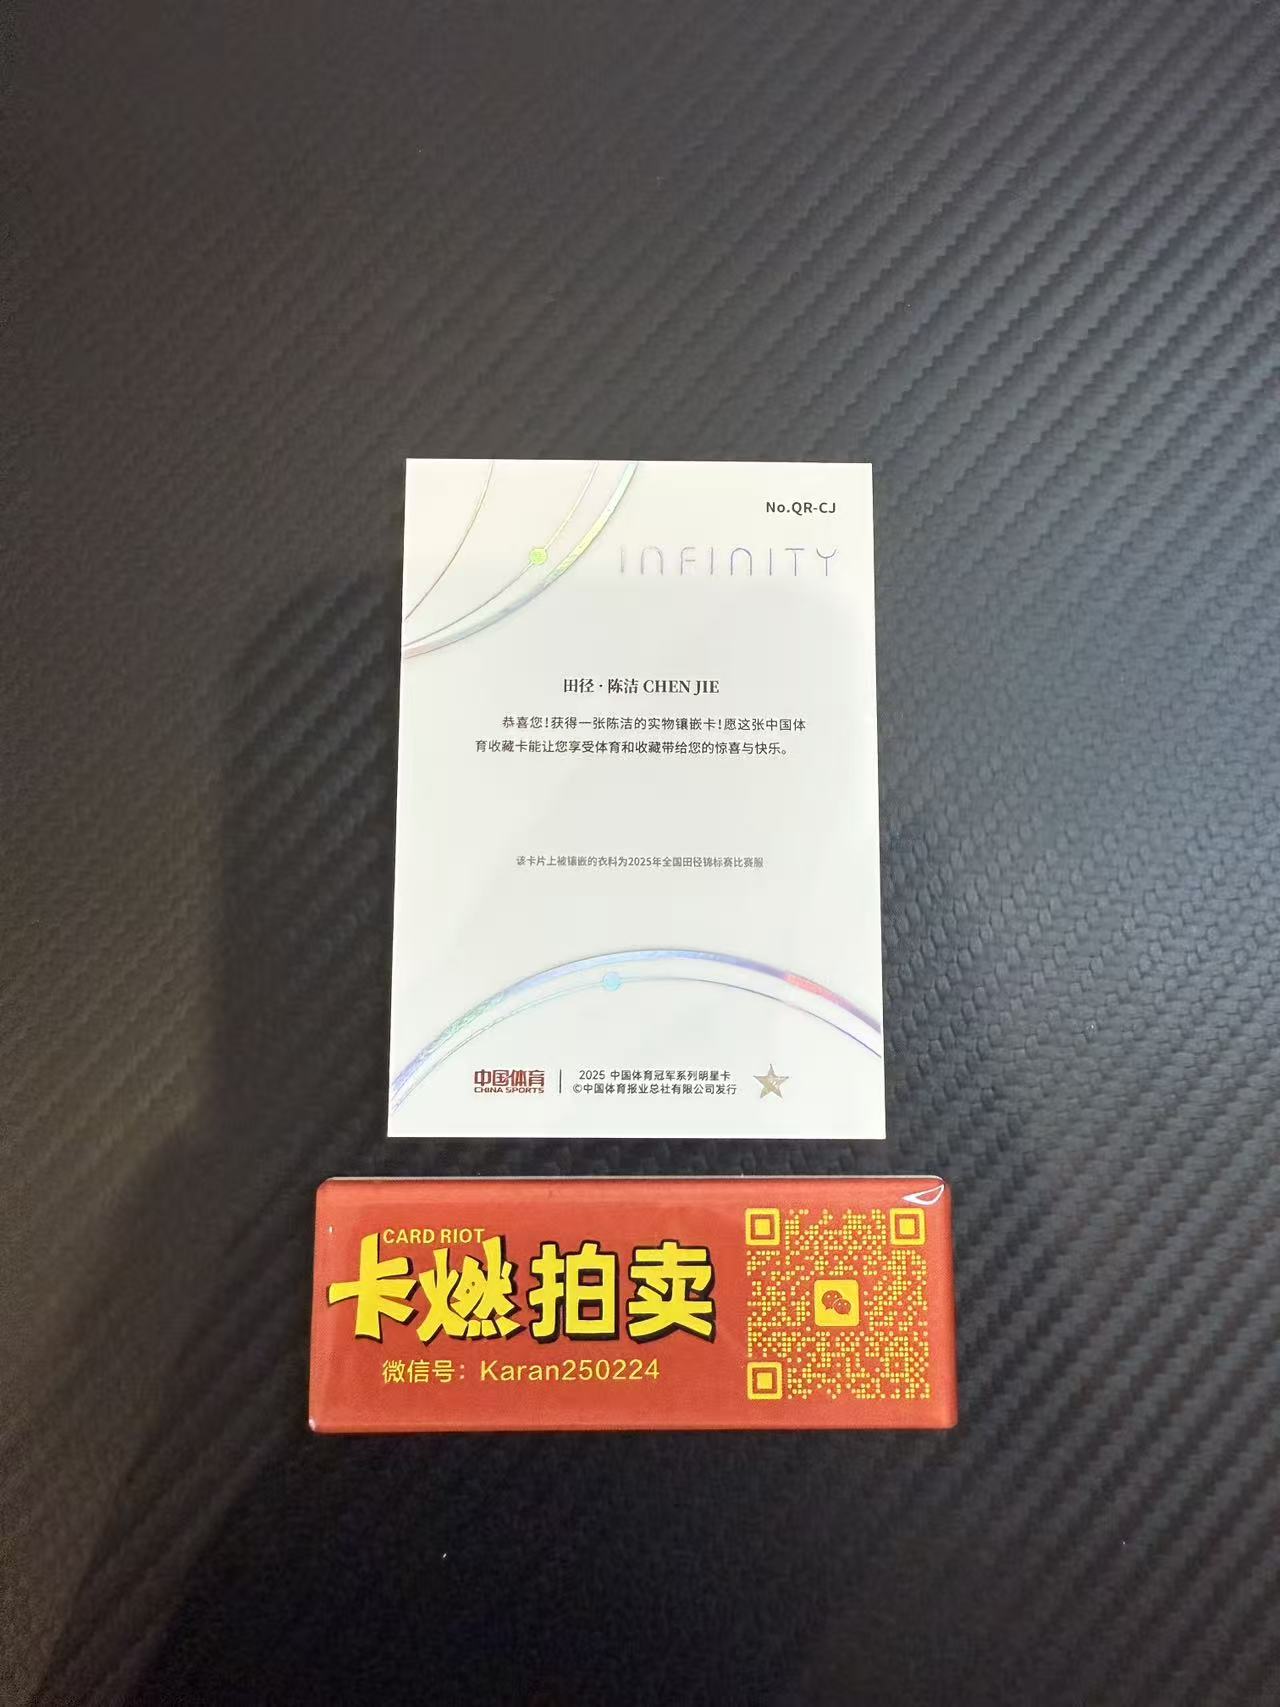 No.QR-CJ
INFINITY
田径·陈洁 CHEN JIE
恭喜您!获得一张陈洁的实物镶嵌卡!愿这张中国体
育收藏卡能让您享受体育和收藏带给您的惊喜与快乐。
该卡片上被镶嵌的衣料为2025年全国田径锦标赛比赛服
中国体育
CHINA SPORTS
2025 中国体育冠军系列明星卡
©中国体育报业总社有限公司发行
CARD RIOT
卡燃拍卖
微信号：Karan250224